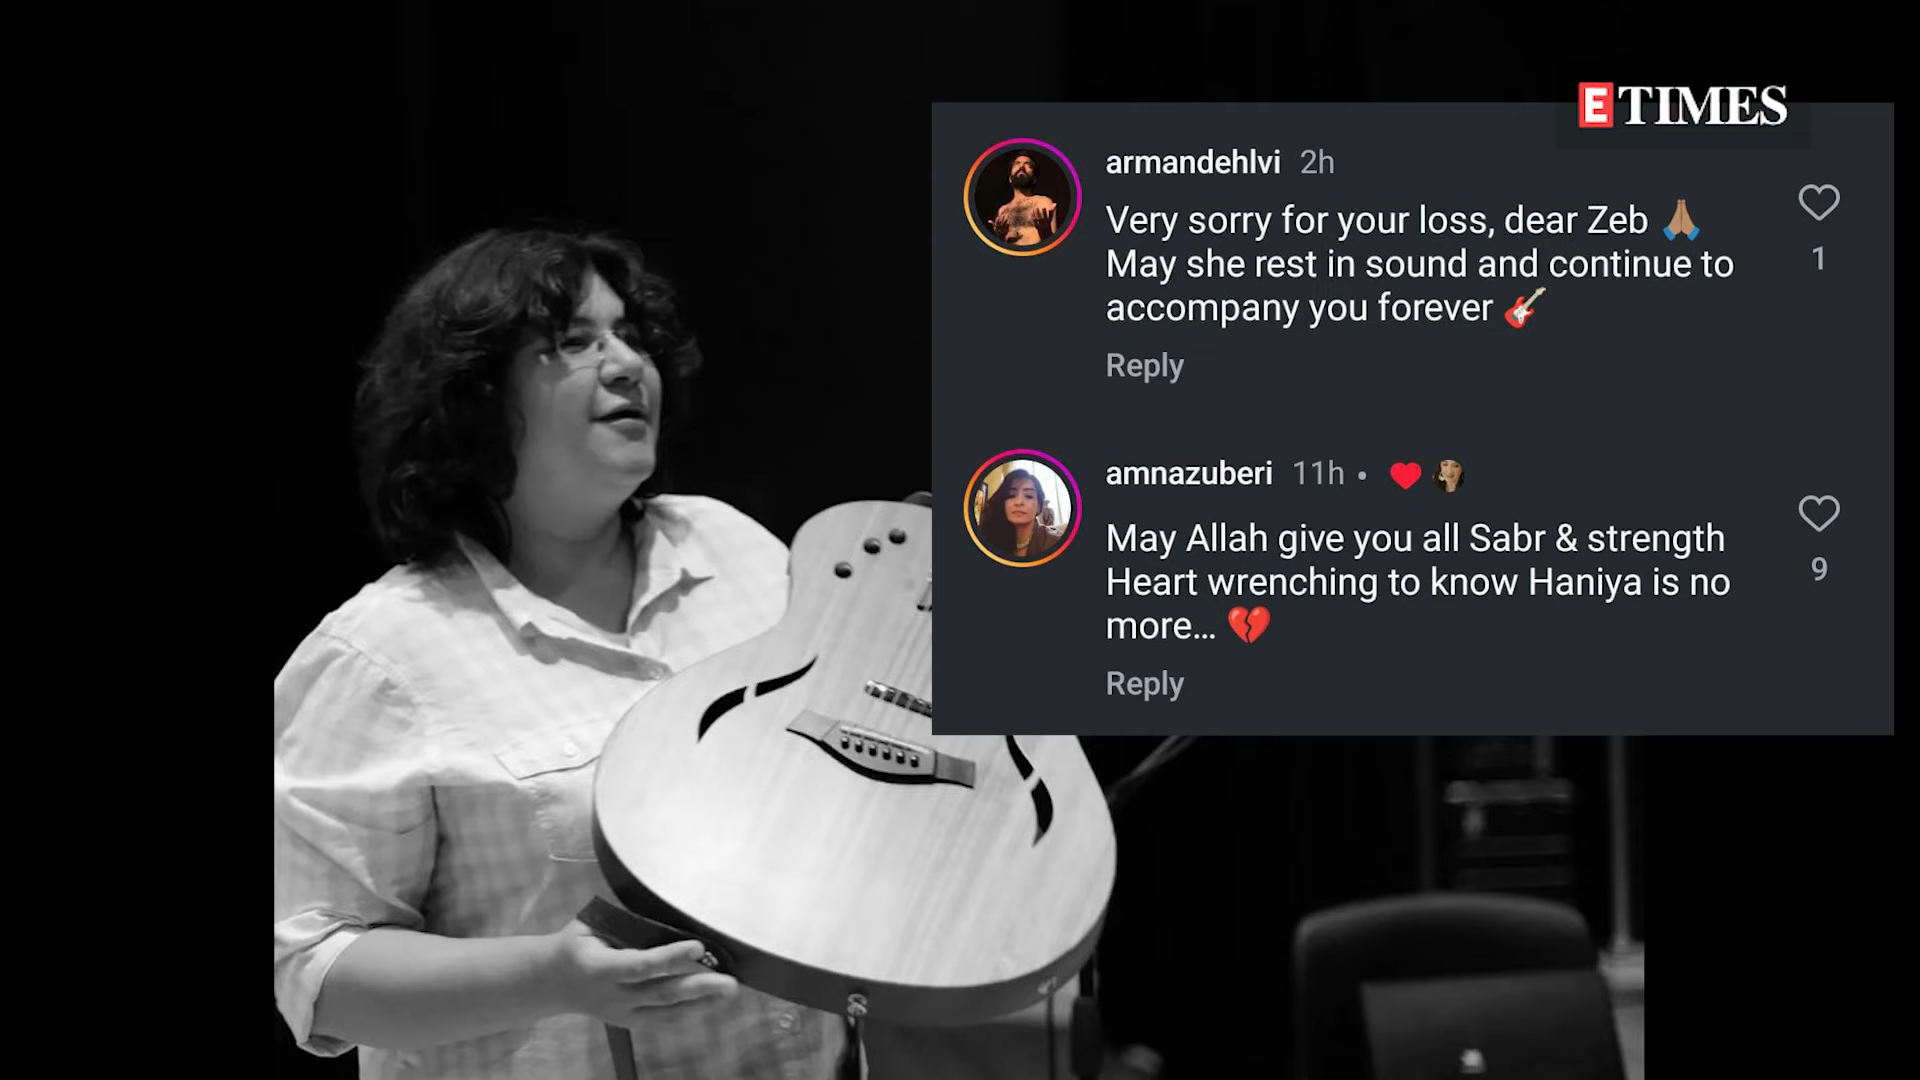 E TIMES
armandehlvi 2h
Very sorry for your loss, dear Zeb 🙏🏽
May she rest in sound and continue to
accompany you forever 🎸
1
Reply
amnazuberi 11h •
May Allah give you all Sabr & strength
Heart wrenching to know Haniya is no
more... 💔
9
Reply